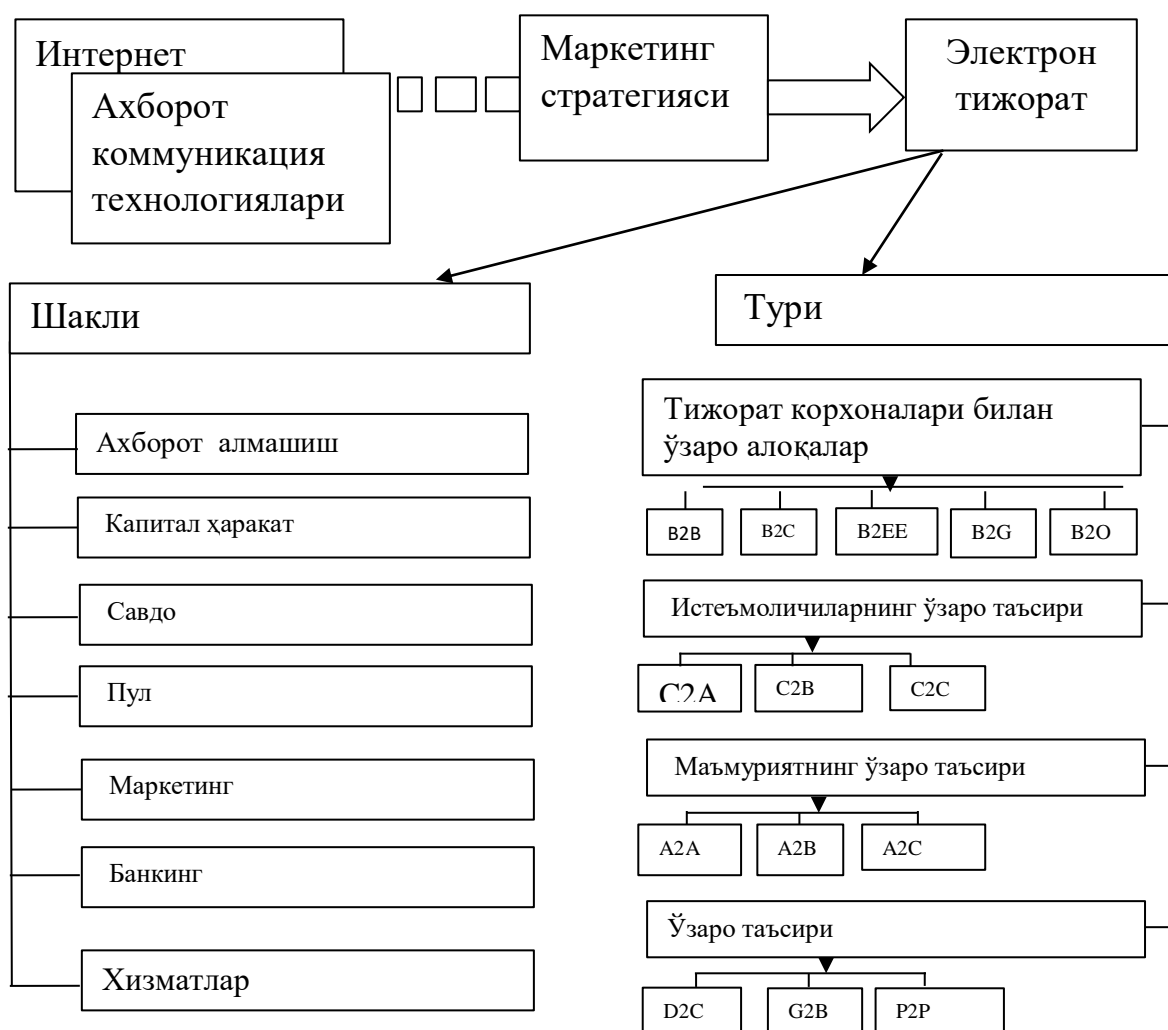 Интернет
Ахборот
коммуникация
технологиялари
Маркетинг
стратегияси
Электрон
тижорат
Шакли
Ахборот алмашиш
Капитал ҳаракат
Савдо
Пул
Маркетинг
Банкинг
Хизматлар
Тури
Тижорат корхоналари билан
ўзаро алоқалар
B2B B2C B2EE B2G B2O
Истеъмоличиларнинг ўзаро таъсири
C2A C2B C2C
Маъмуриятнинг ўзаро таъсири
A2A A2B A2C
Ўзаро таъсири
D2C G2B P2P